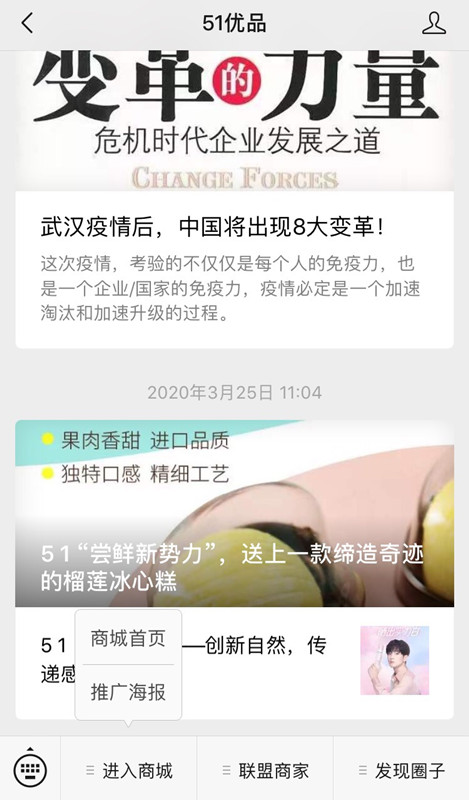 51优品
变革的力量
危机时代企业发展之道
CHANGE FORCES
武汉疫情后，中国将出现8大变革！
这次疫情，考验的不仅仅是每个人的免疫力，也
是一个企业/国家的免疫力，疫情必定是一个加速
淘汰和加速升级的过程。
2020年3月25日 11:04
果肉香甜 进口品质
独特口感 精细工艺
51“尝鲜新势力”，送上一款缔造奇迹
的榴莲冰心糕
51
—创新自然，传
递感
商城首页
推广海报
进入商城
联盟商家
发现圈子